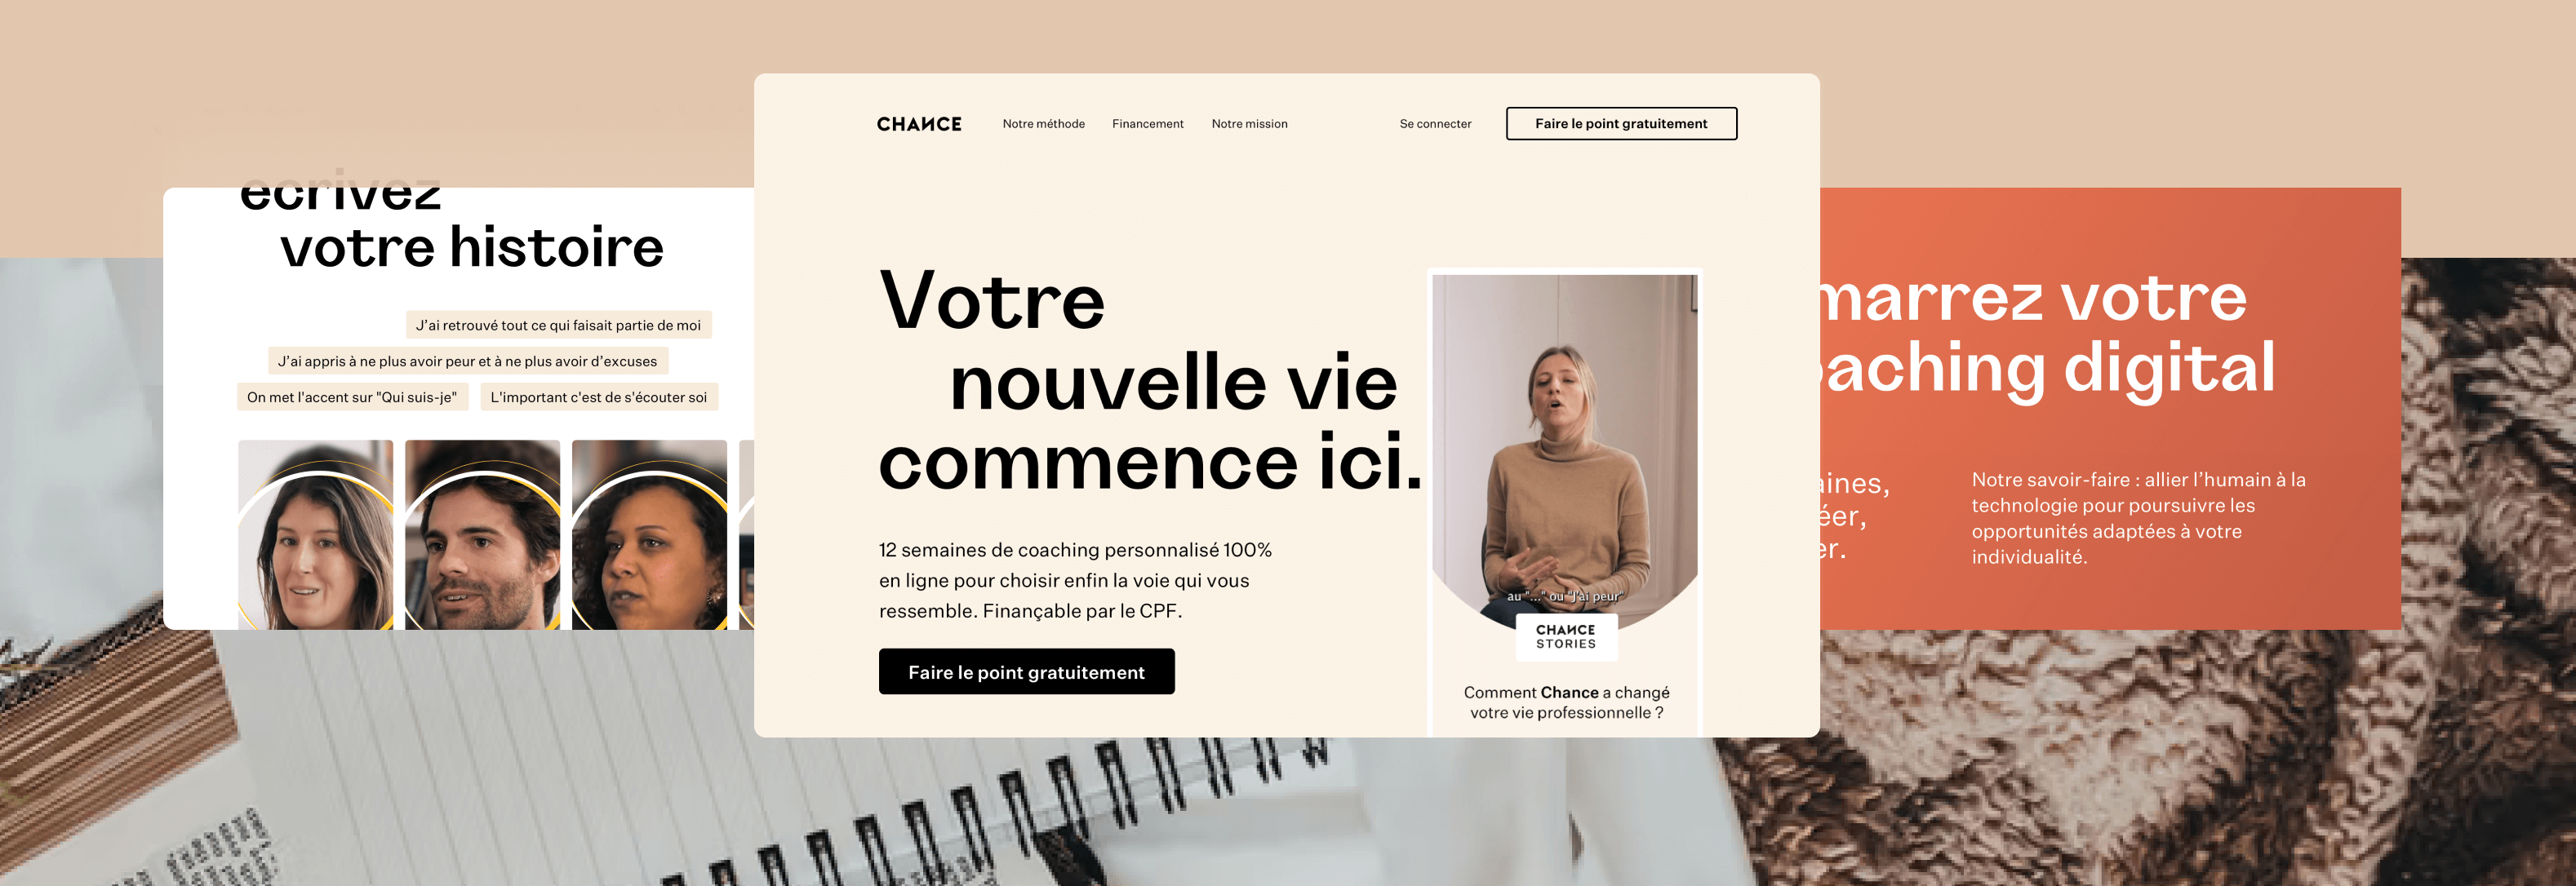 écrivez
votre histoire
J'ai retrouvé tout ce qui faisait partie de moi
J'ai appris à ne plus avoir peur et à ne plus avoir d'excuses
On met l'accent sur "Qui suis-je"
L'important c'est de s'écouter soi
CHANCE
Notre méthode
Financement
Notre mission
Se connecter
Faire le point gratuitement
Votre
nouvelle vie
commence ici.
12 semaines de coaching personnalisé 100%
en ligne pour choisir enfin la voie qui vous
ressemble. Finançable par le CPF.
Faire le point gratuitement
au "..." ou "J'ai peur"
CHANCE
STORIES
Comment Chance a changé
votre vie professionnelle ?
marrez votre
oaching digital
aines,
éer,
er.
Notre savoir-faire : allier l’humain à la
technologie pour poursuivre les
opportunités adaptées à votre
individualité.